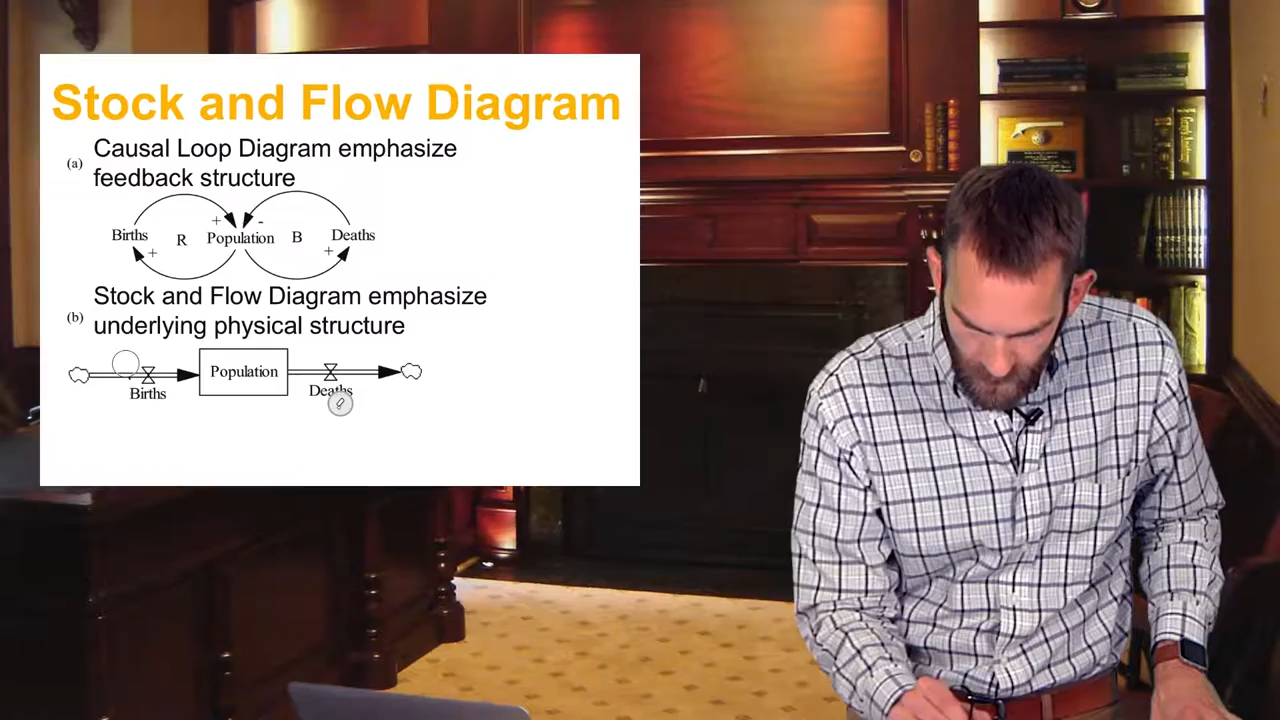 Stock and Flow Diagram
(a) Causal Loop Diagram emphasize
feedback structure
+ -
Births R Population B Deaths
+ +
Stock and Flow Diagram emphasize
(b) underlying physical structure
Population
Births Deaths